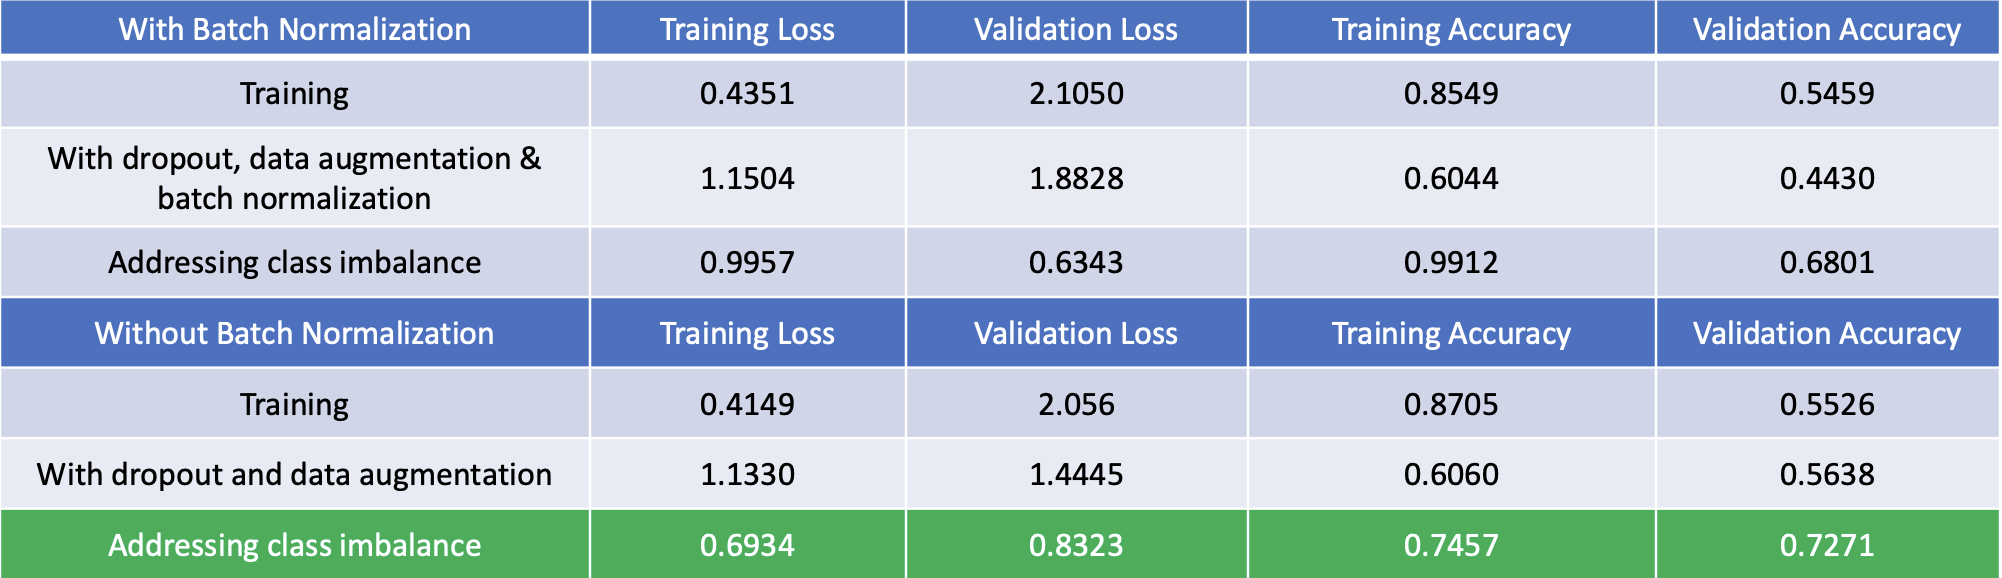 With Batch Normalization Training Loss Validation Loss Training Accuracy Validation Accuracy
Training 0.4351 2.1050 0.8549 0.5459
With dropout, data augmentation &
batch normalization 1.1504 1.8828 0.6044 0.4430
Addressing class imbalance 0.9957 0.6343 0.9912 0.6801
Without Batch Normalization Training Loss Validation Loss Training Accuracy Validation Accuracy
Training 0.4149 2.056 0.8705 0.5526
With dropout and data augmentation 1.1330 1.4445 0.6060 0.5638
Addressing class imbalance 0.6934 0.8323 0.7457 0.7271